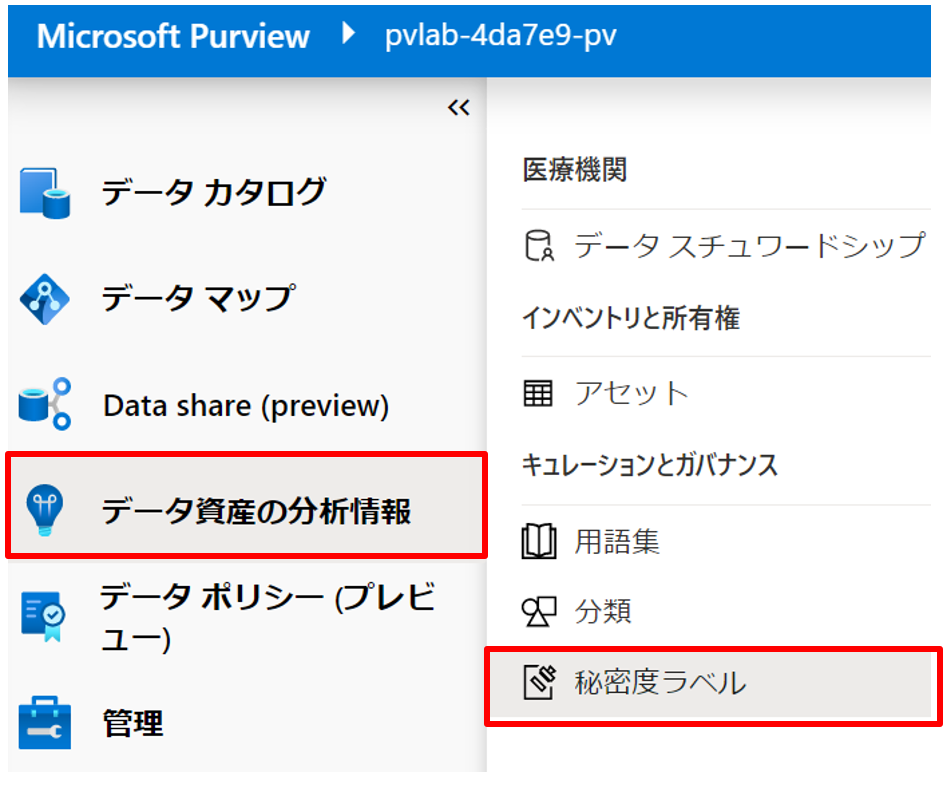 Microsoft Purview pvlab-4da7e9-pv
データ カタログ
データ マップ
Data share (preview)
データ資産の分析情報
データ ポリシー (プレビ
ュー)
管理
医療機関
データ スチュワードシップ
インベントリと所有権
アセット
キュレーションとガバナンス
用語集
分類
秘密度ラベル